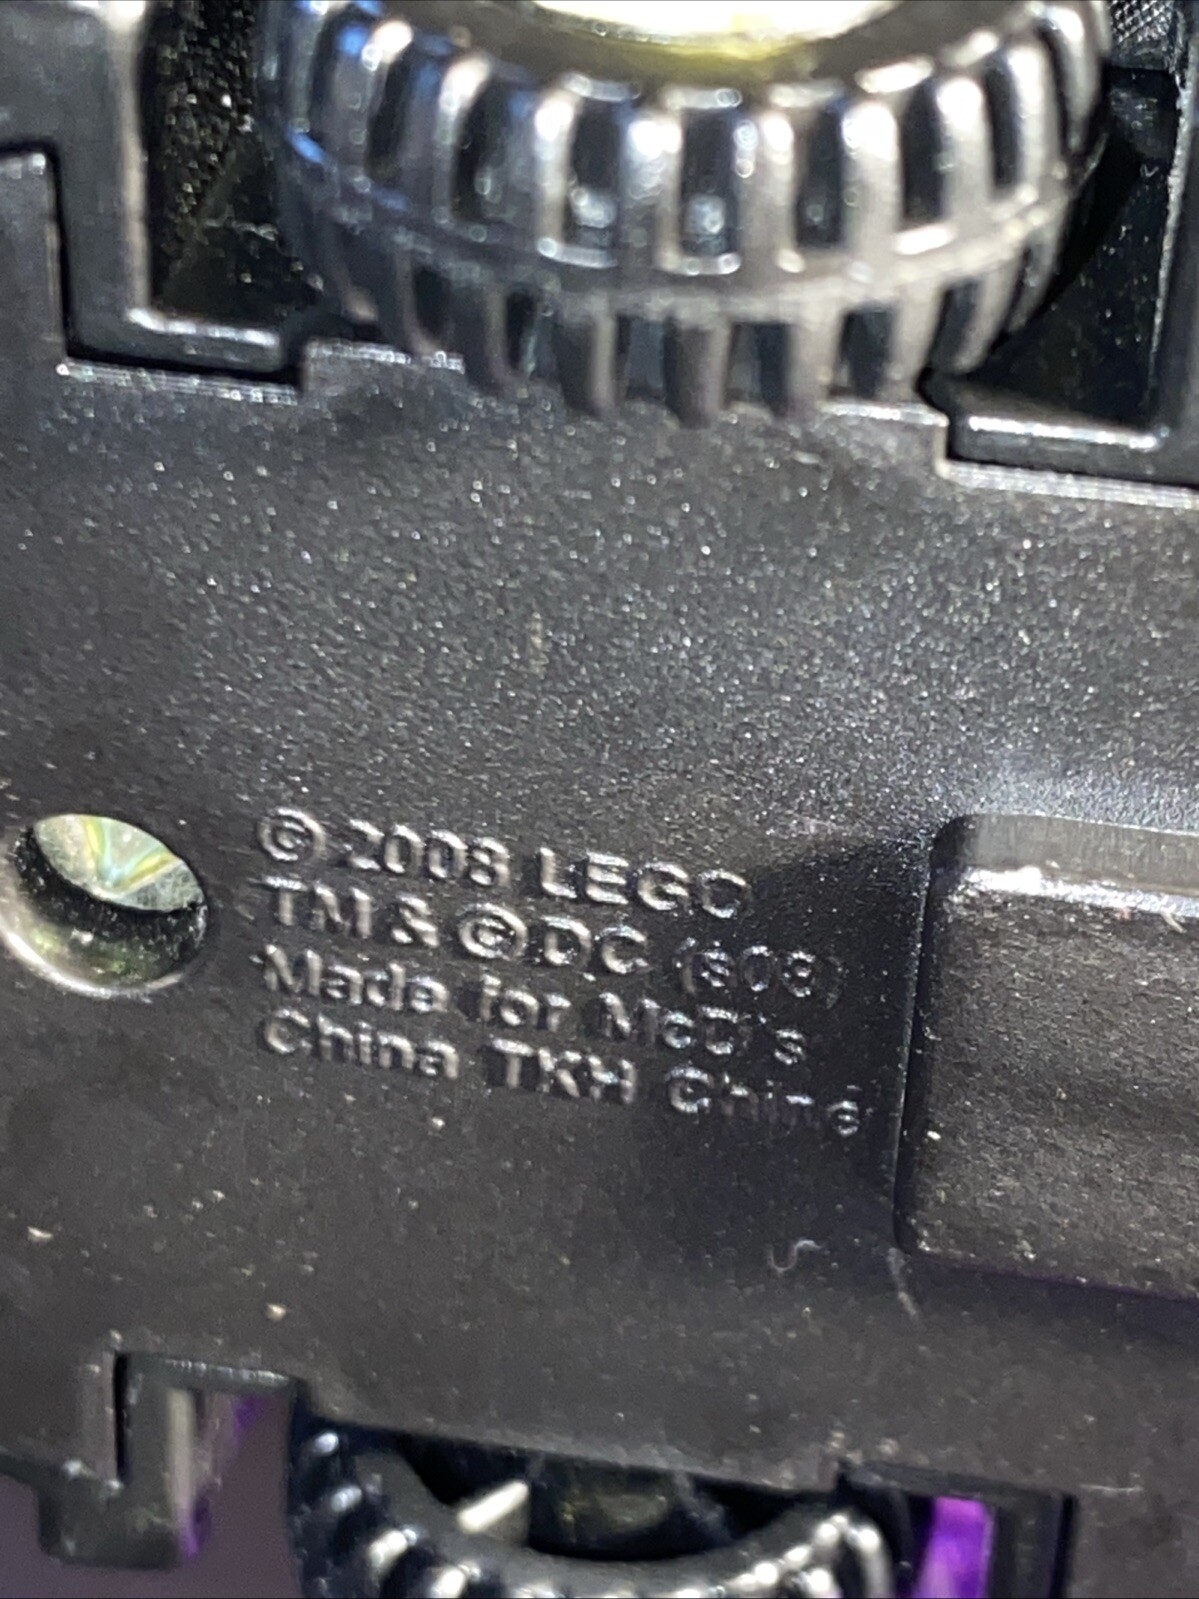 © 2008 LEGO
TM & © DC (s08)
Made for McD's
China TKH China